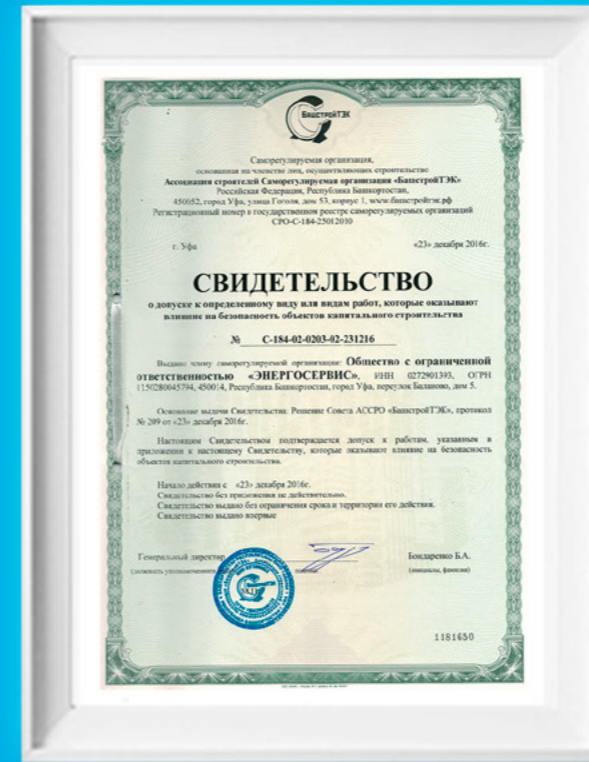 БАШСТРОЙТЭК
Саморегулируемая организация,
основанная на членстве лиц, осуществляющих строительство
Ассоциация строителей Саморегулируемая организация «БашстройТЭК»
Российская Федерация, Республика Башкортостан,
450052, город Уфа, улица Гоголя, дом 53, корпус 1, www.башстройтэк.рф
Регистрационный номер в государственном реестре саморегулируемых организаций
СРО-С-184-25012010
г. Уфа «23» декабря 2016г.
СВИДЕТЕЛЬСТВО
о допуске к определенному виду или видам работ, которые оказывают
влияние на безопасность объектов капитального строительства
№ С-184-02-0203-02-231216
Выдано члену саморегулируемой организации: Общество с ограниченной
ответственностью «ЭНЕРГОСЕРВИС», ИНН 0272901393, ОГРН
1150280045794, 450014, Республика Башкортостан, город Уфа, переулок Баланово, дом 5.
Основание выдачи Свидетельства: Решение Совета АССРО «БашстройТЭК», протокол
№ 209 от «23» декабря 2016г.
Настоящим Свидетельством подтверждается допуск к работам, указанным в
приложении к настоящему Свидетельству, которые оказывают влияние на безопасность
объектов капитального строительства.
Начало действия с «23» декабря 2016г.
Свидетельство без приложения не действительно.
Свидетельство выдано без ограничения срока и территории его действия.
Свидетельство выдано впервые
Генеральный директор Бондаренко Б.А.
(должность уполномоченного (инициалы, фамилия)
1181650